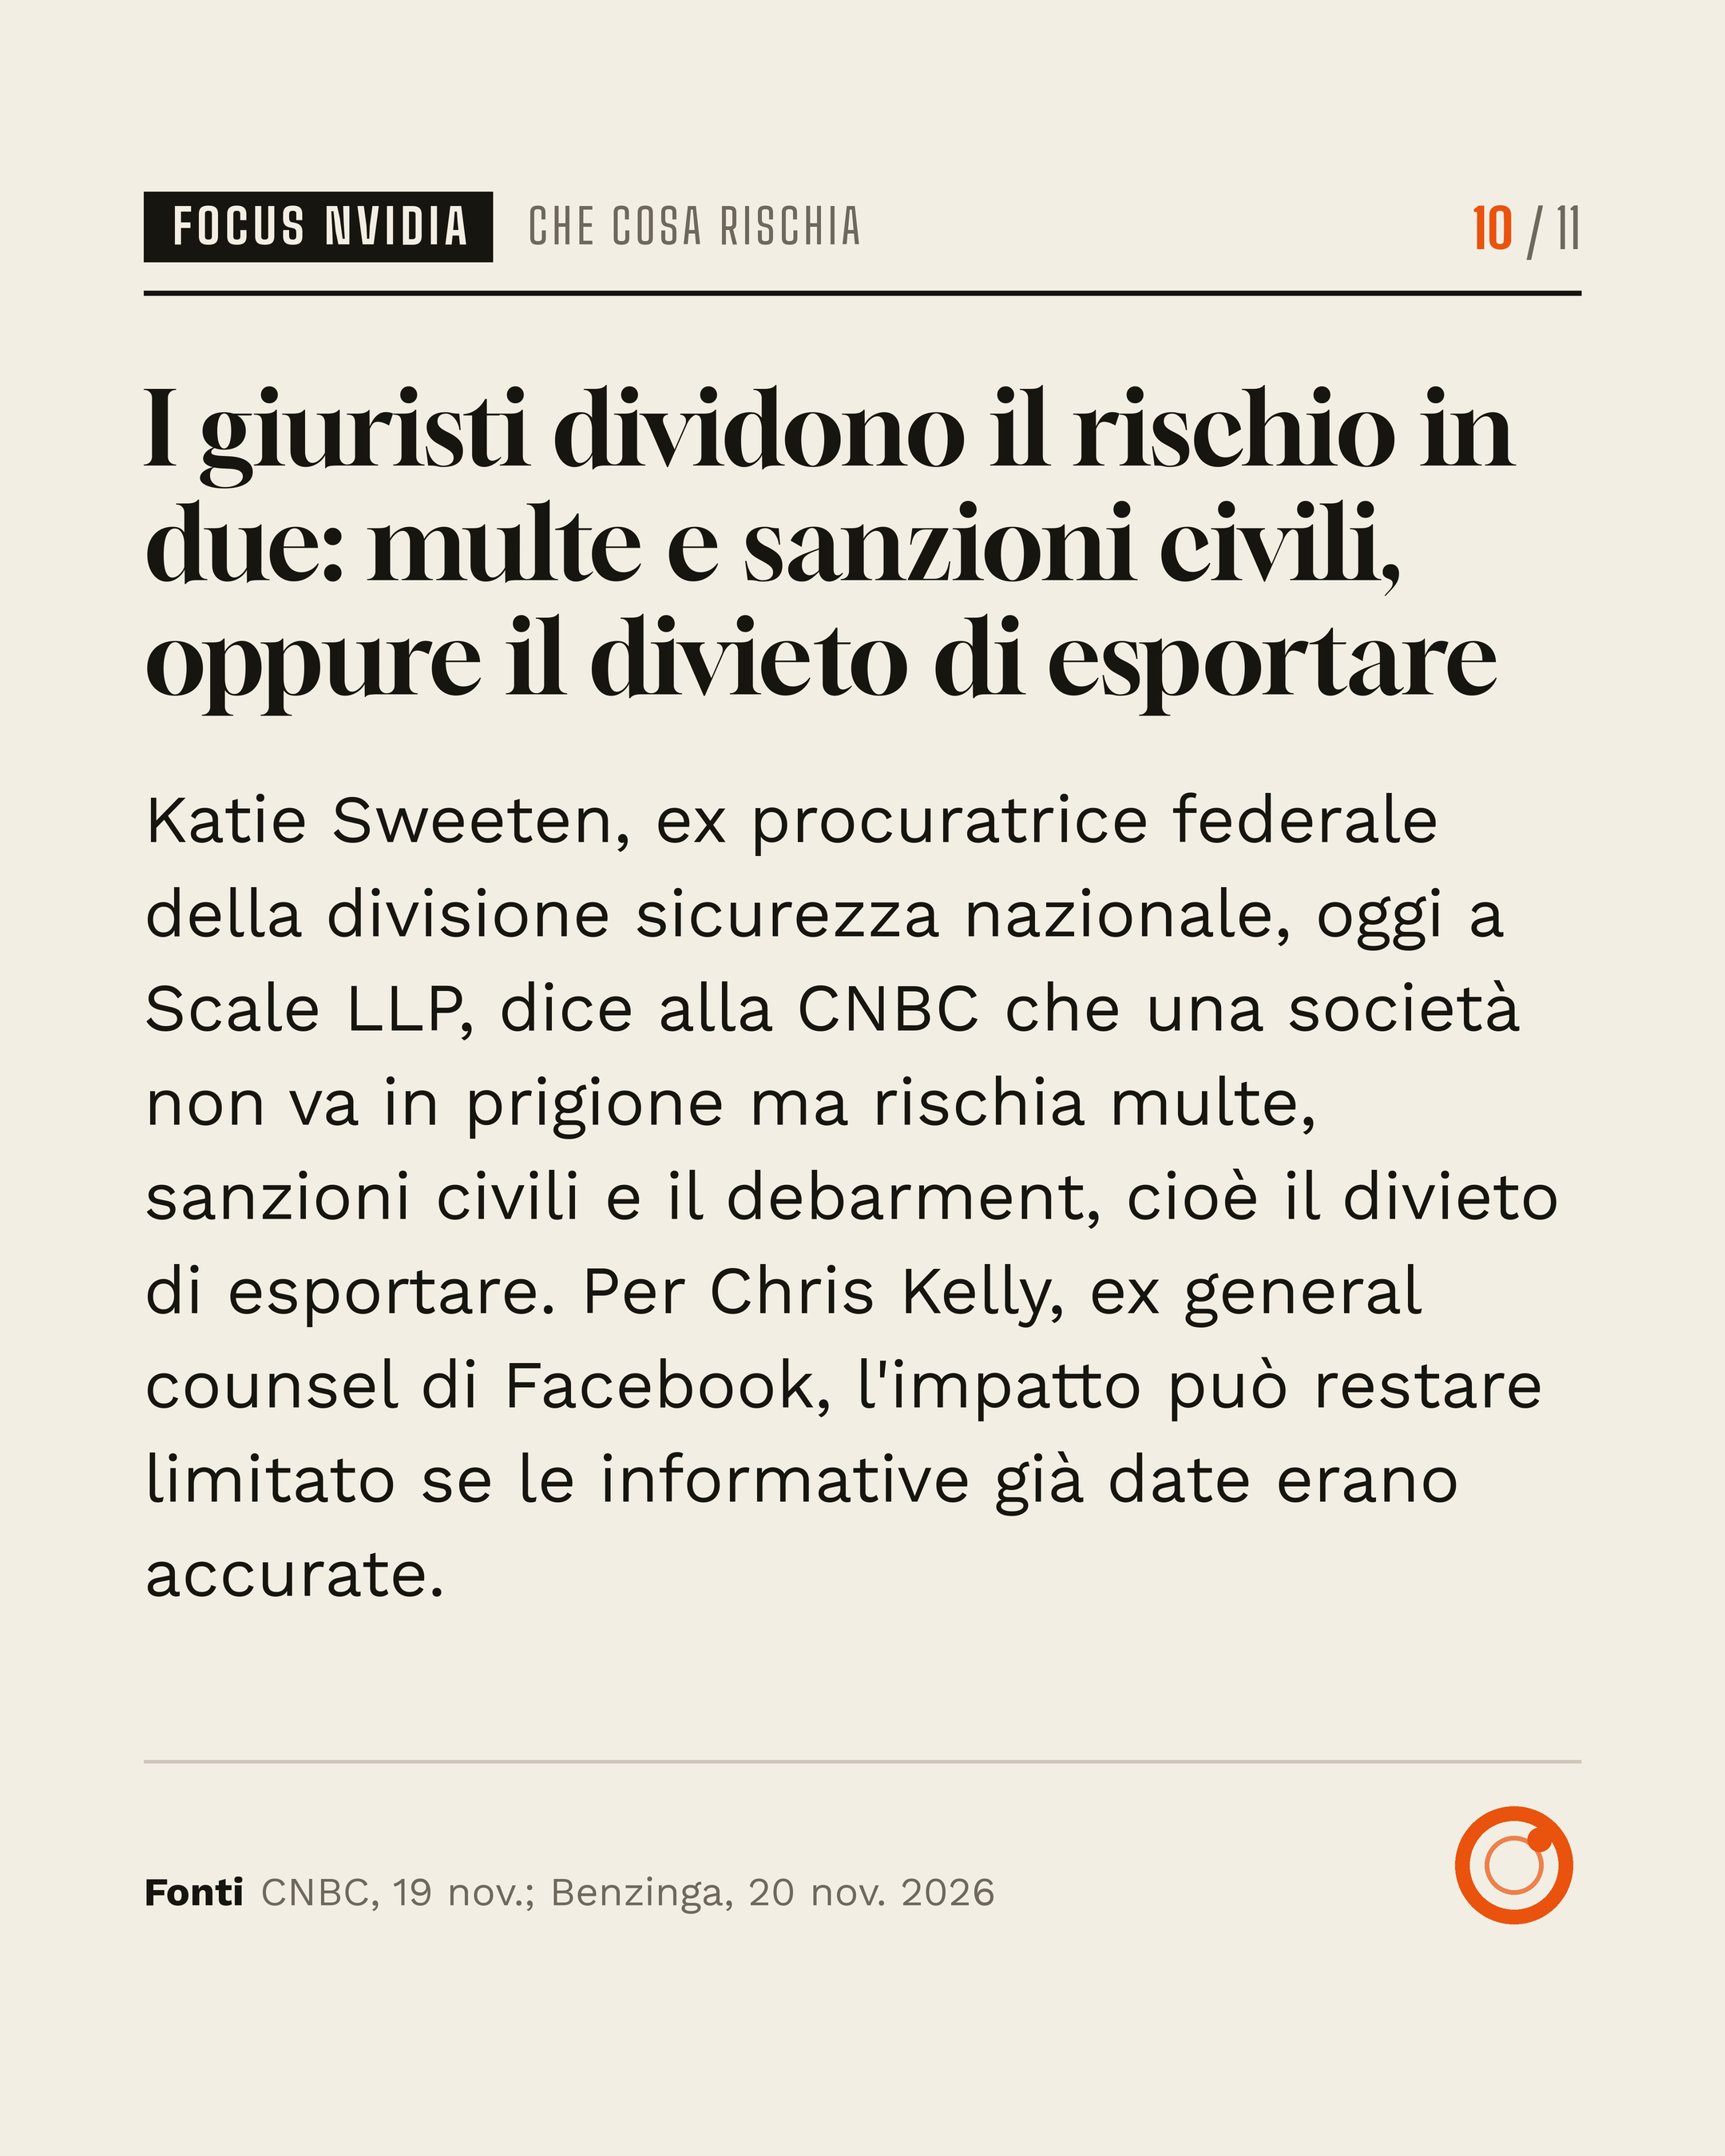 FOCUS NVIDIA CHE COSA RISCHIA 10 / 11
I giuristi dividono il rischio in
due: multe e sanzioni civili,
oppure il divieto di esportare
Katie Sweeten, ex procuratrice federale
della divisione sicurezza nazionale, oggi a
Scale LLP, dice alla CNBC che una società
non va in prigione ma rischia multe,
sanzioni civili e il debarment, cioè il divieto
di esportare. Per Chris Kelly, ex general
counsel di Facebook, l'impatto può restare
limitato se le informative già date erano
accurate.
Fonti CNBC, 19 nov.; Benzinga, 20 nov. 2026